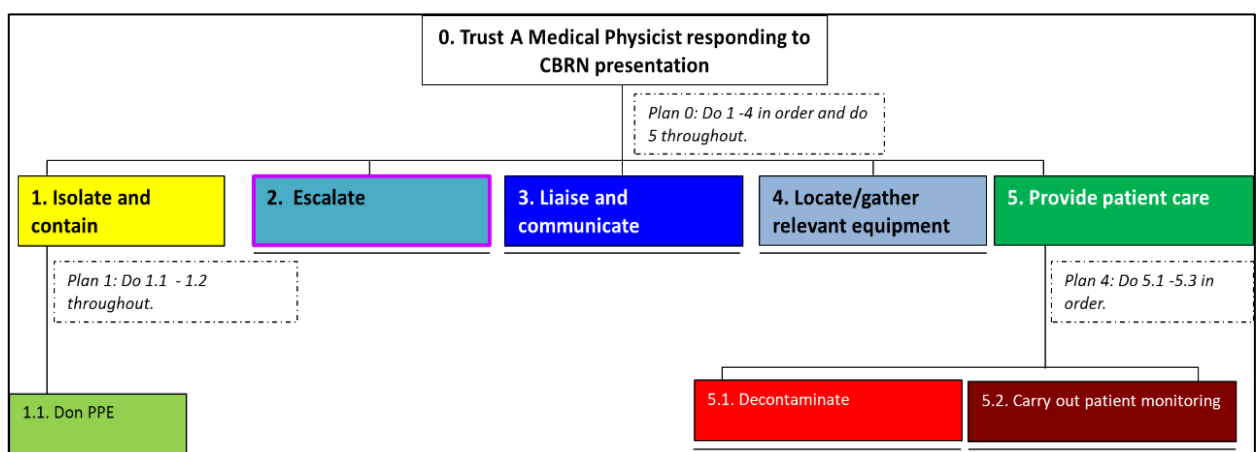 0. Trust A Medical Physicist responding to
CBRN presentation
Plan 0: Do 1 -4 in order and do
5 throughout.
1. Isolate and
contain
2. Escalate
3. Liaise and
communicate
4. Locate/gather
relevant equipment
5. Provide patient care
Plan 1: Do 1.1 - 1.2
throughout.
Plan 4: Do 5.1 -5.3 in
order.
1.1. Don PPE
5.1. Decontaminate
5.2. Carry out patient monitoring